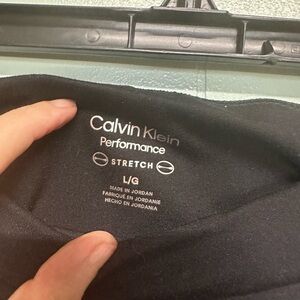 Calvin Klein
Performance
STRETCH
L/G
MADE IN JORDAN
FABRIQUÉ EN JORDANIE
HECHO EN JORDANIA